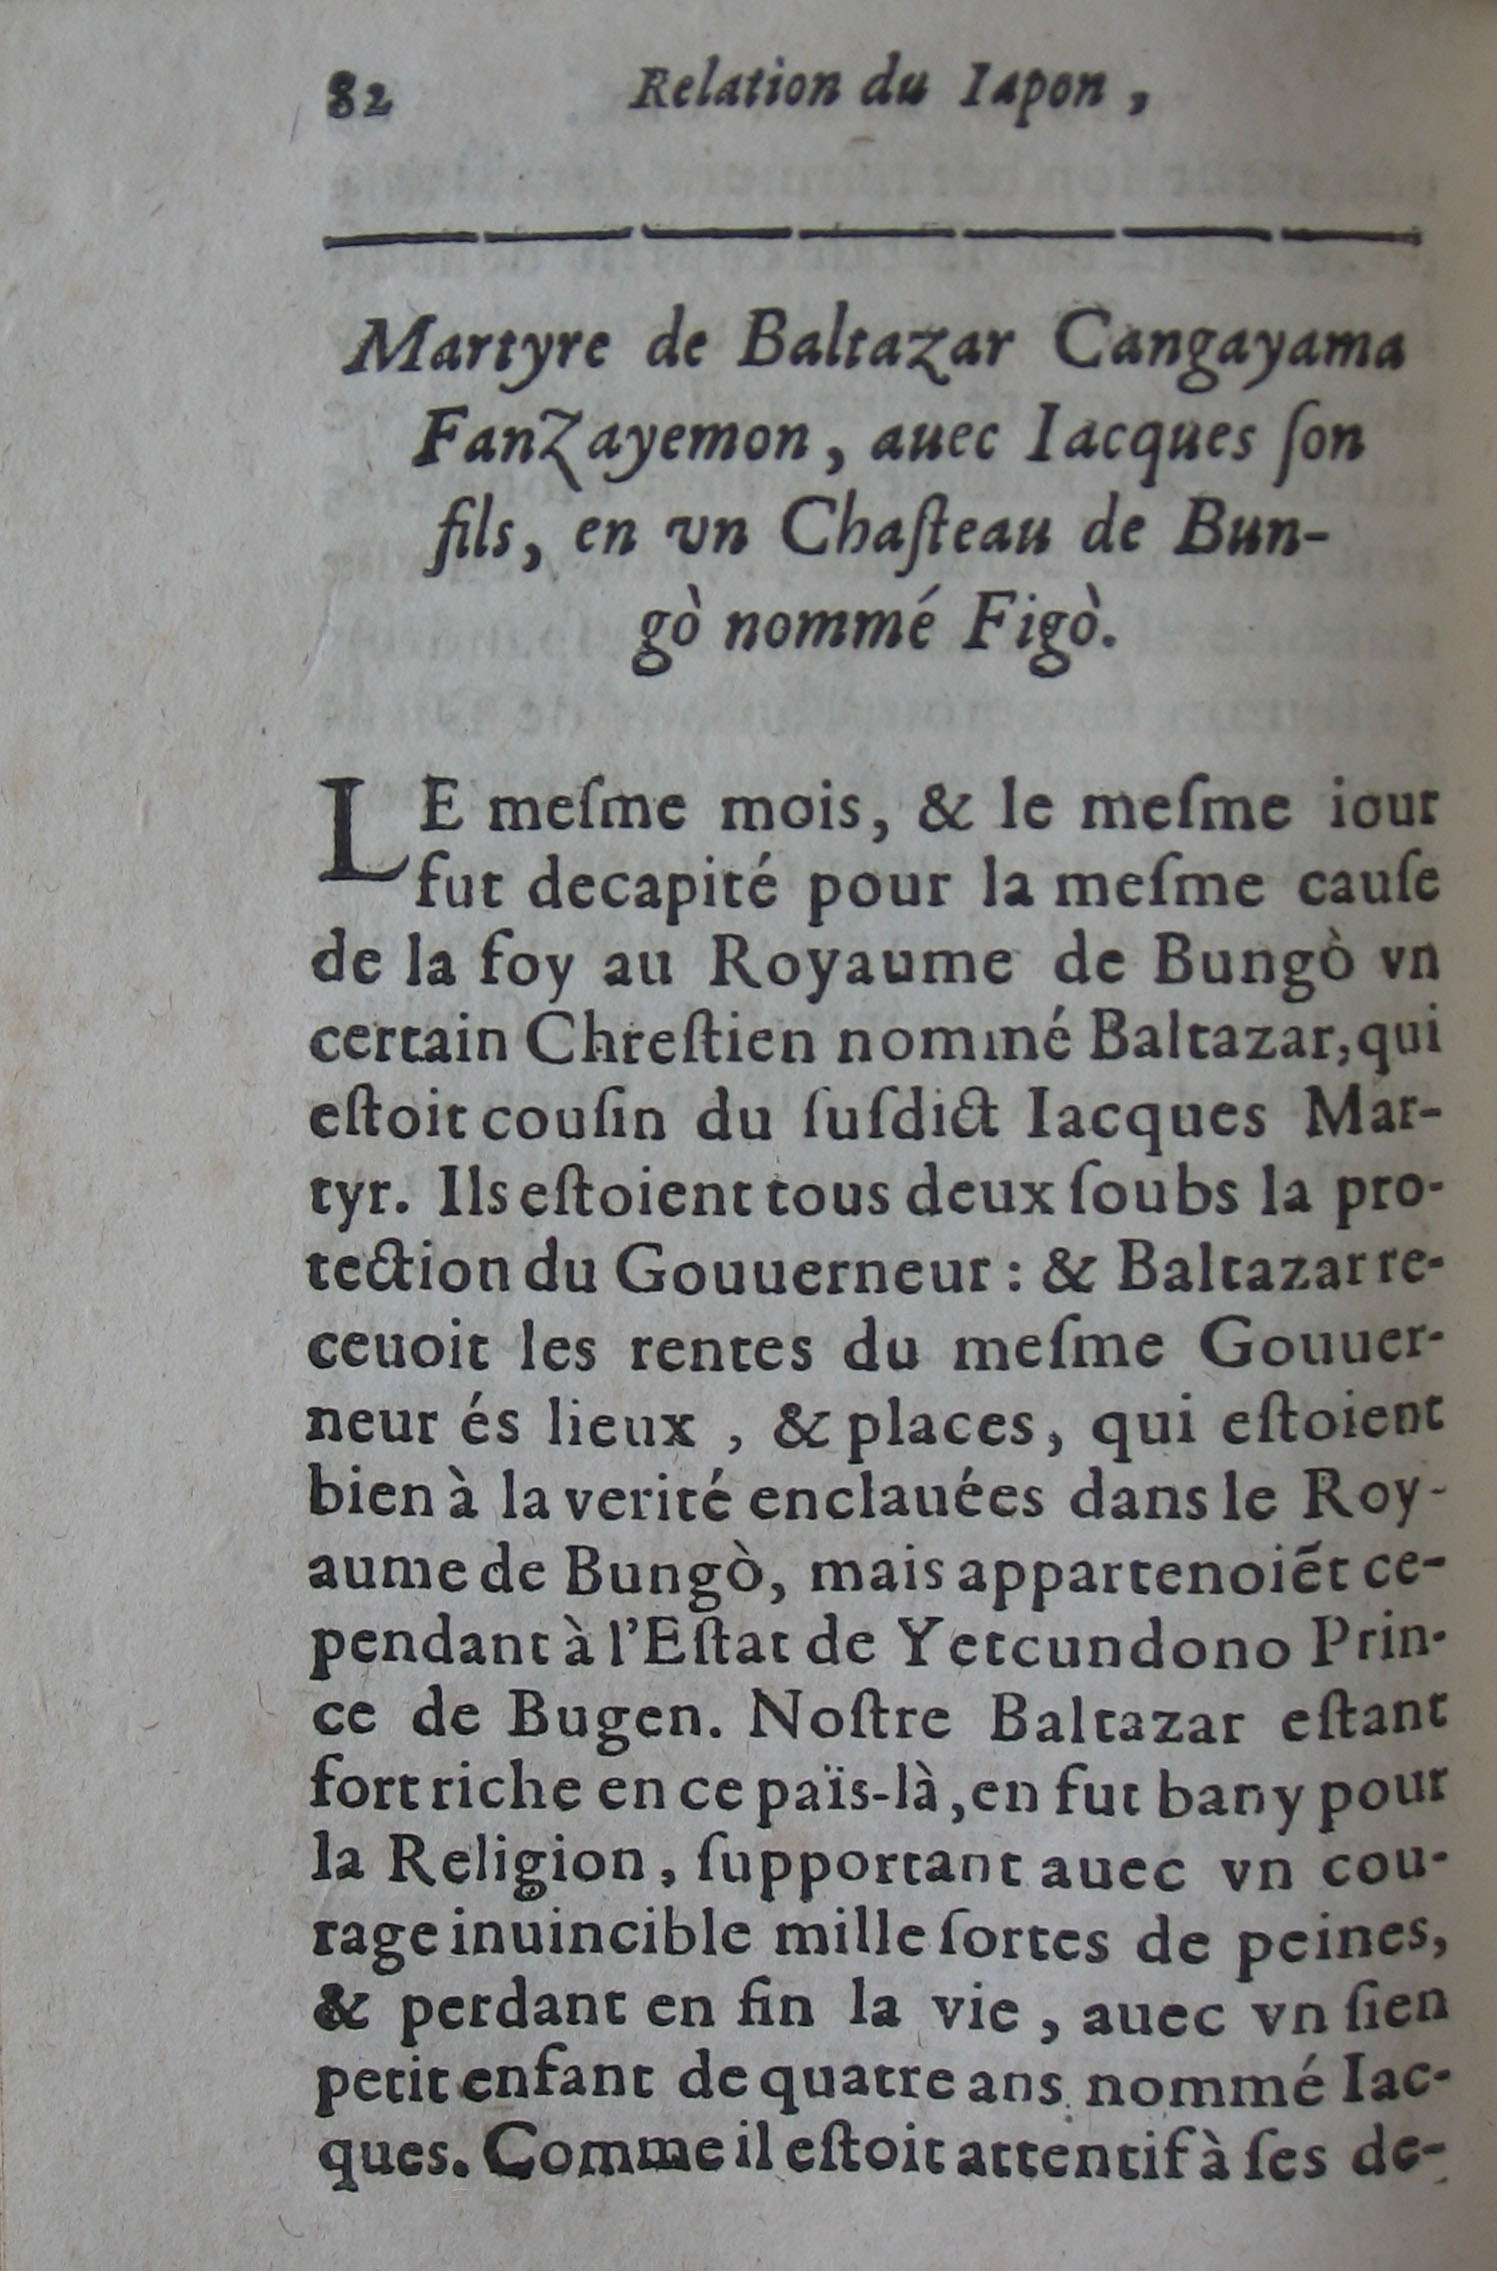 82 Relation du Iapon,
Martyre de Baltazar Cangayama
Fanzayemon, auec Iacques ſon
fils, en vn Chaſteau de Bun-
gò nommé Figò.
LE meſme mois, & le meſme iour
fut decapité pour la meſme cauſe
de la foy au Royaume de Bungò vn
certain Chreſtien nommé Baltazar, qui
eſtoit couſin du ſuſdict Iacques Mar-
tyr. Ils eſtoient tous deux ſoubs la pro-
tection du Gouuerneur : & Baltazar re-
ceuoit les rentes du meſme Gouuer-
neur és lieux , & places, qui eſtoient
bien à la verité enclauées dans le Roy-
aume de Bungò, mais appartenoiẽt ce-
pendant à l'Eſtat de Yetcundono Prin-
ce de Bugen. Noſtre Baltazar eſtant
fort riche en ce païs-là, en fut bany pour
la Religion, ſupportant auec vn cou-
rage inuincible mille ſortes de peines,
& perdant en fin la vie , auec vn ſien
petit enfant de quatre ans nommé Iac-
ques. Comme il eſtoit attentif à ſes de-